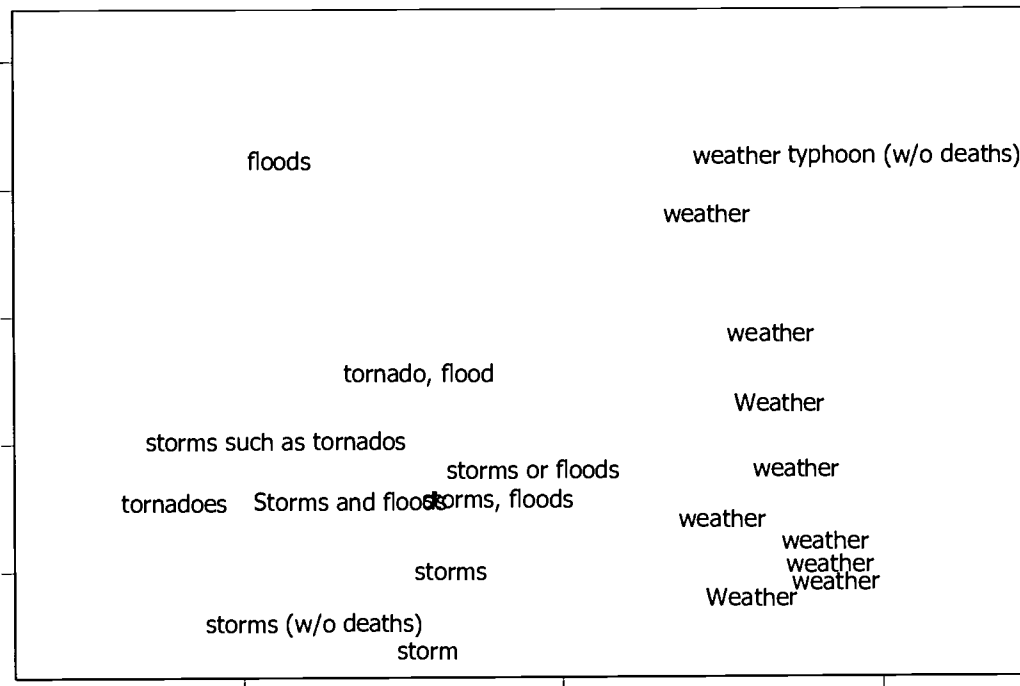 floods
weather typhoon (w/o deaths)
weather
weather
tornado, flood
Weather
storms such as tornados
storms or floods
weather
tornadoes
Storms and floods
storms, floods
weather
weather
storms
weather
weather
Weather
storms (w/o deaths)
storm